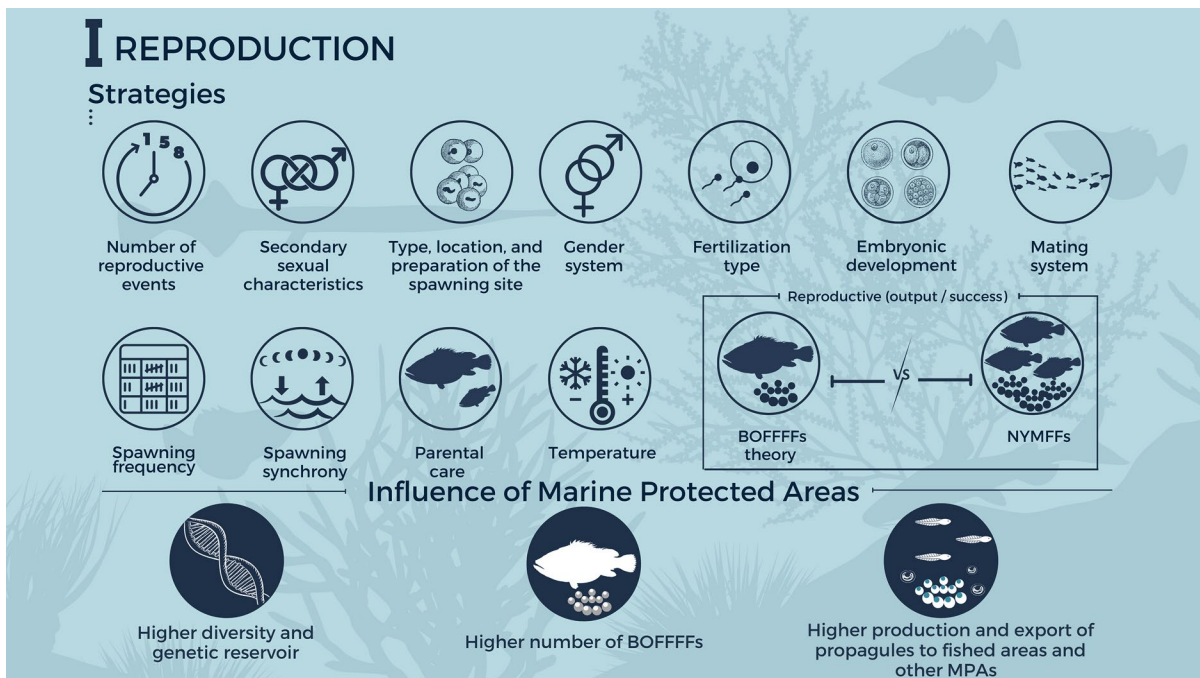 I REPRODUCTION
Strategies
1 5 8
Number of
reproductive
events
Secondary
sexual
characteristics
Type, location, and
preparation of the
spawning site
Gender
system
Fertilization
type
Embryonic
development
Mating
system
Reproductive (output / success)
Spawning
frequency
Spawning
synchrony
Parental
care
Temperature
BOFFFFs
theory
VS
NYMFFs
Influence of Marine Protected Areas
Higher diversity and
genetic reservoir
Higher number of BOFFFFs
Higher production and export of
propagules to fished areas and
other MPAs